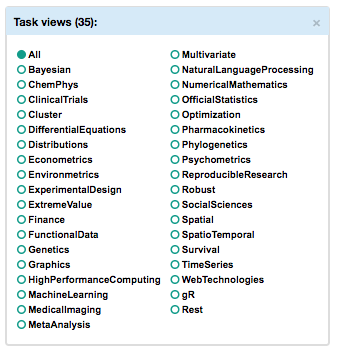 Task views (35):
×
All
Bayesian
ChemPhys
ClinicalTrials
Cluster
DifferentialEquations
Distributions
Econometrics
Environmetrics
ExperimentalDesign
ExtremeValue
Finance
FunctionalData
Genetics
Graphics
HighPerformanceComputing
MachineLearning
MedicalImaging
MetaAnalysis
Multivariate
NaturalLanguageProcessing
NumericalMathematics
OfficialStatistics
Optimization
Pharmacokinetics
Phylogenetics
Psychometrics
ReproducibleResearch
Robust
SocialSciences
Spatial
SpatioTemporal
Survival
TimeSeries
WebTechnologies
gR
Rest